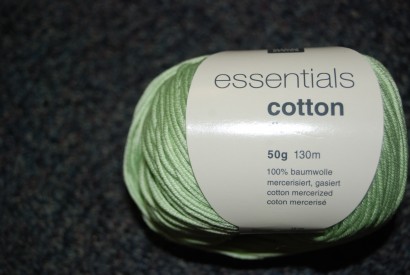 essentials
cotton
50g 130m
100% baumwolle
mercerisiert, gasiert
cotton mercerized
coton mercerisé